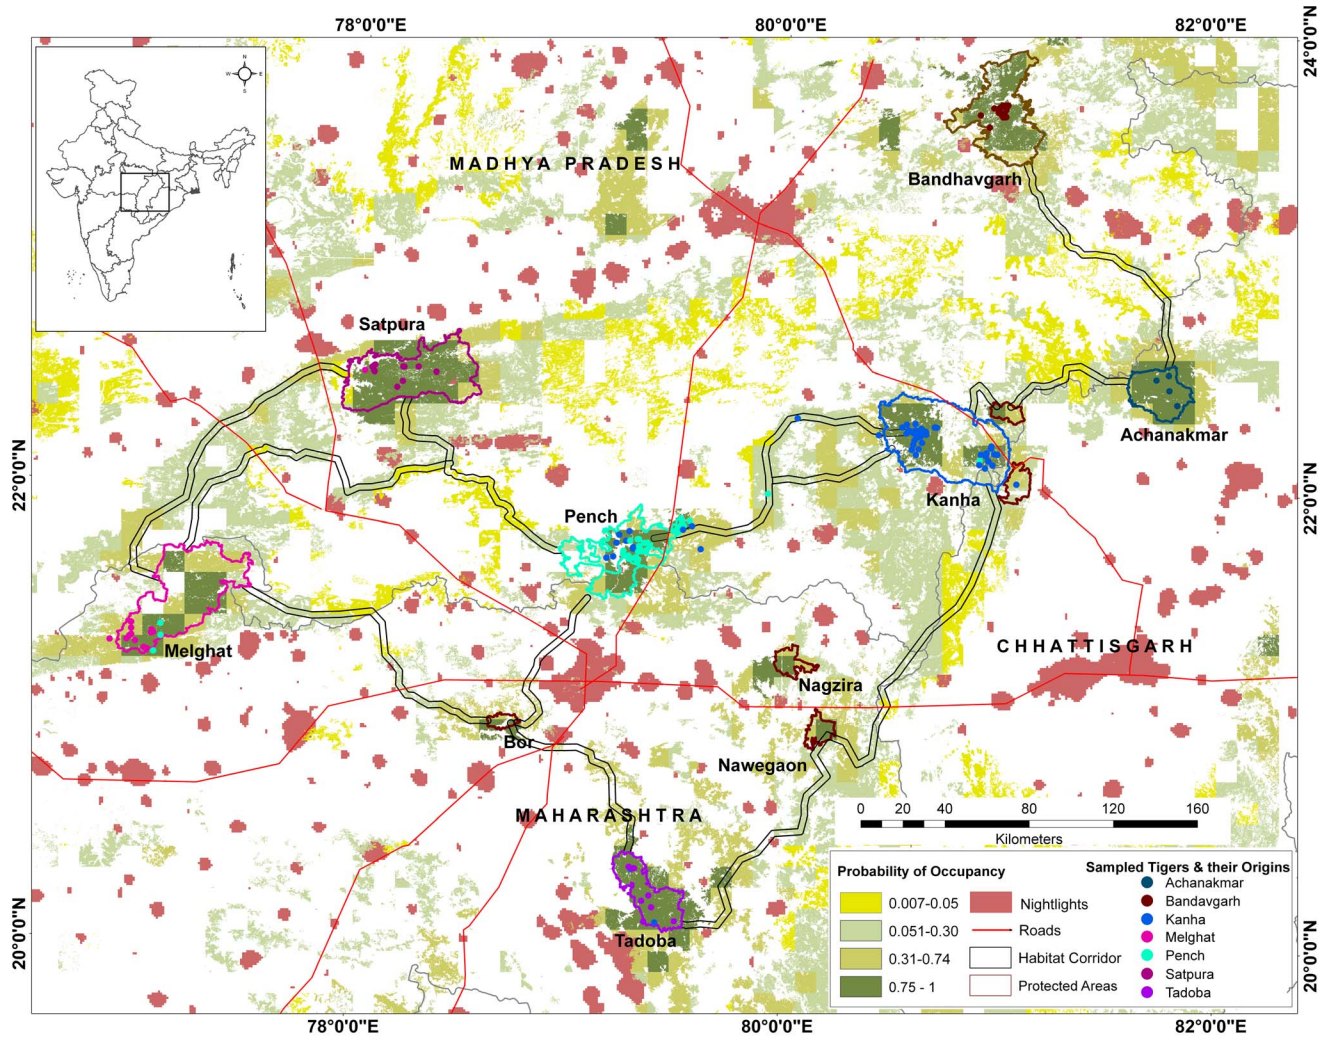 78°0'0"E
80°0'0"E
82°0'0"E
24°0'0"N
N
W
E
S
MADHYA PRADESH
Bandhavgarh
Satpura
Achanakmar
22°0'0"N
22°0'0"N
Kanha
Pench
Melghat
CHHATTISGARH
Nagzira
Bor
Nawegaon
MAHARASHTRA
0 20 40 80 120 160
Kilometers
Tadoba
Probability of Occupancy
0.007-0.05
0.051-0.30
0.31-0.74
0.75 - 1
Nightlights
Roads
Habitat Corridor
Protected Areas
Sampled Tigers & their Origins
Achanakmar
Bandavgarh
Kanha
Melghat
Pench
Satpura
Tadoba
20°0'0"N
20°0'0"N
78°0'0"E
80°0'0"E
82°0'0"E